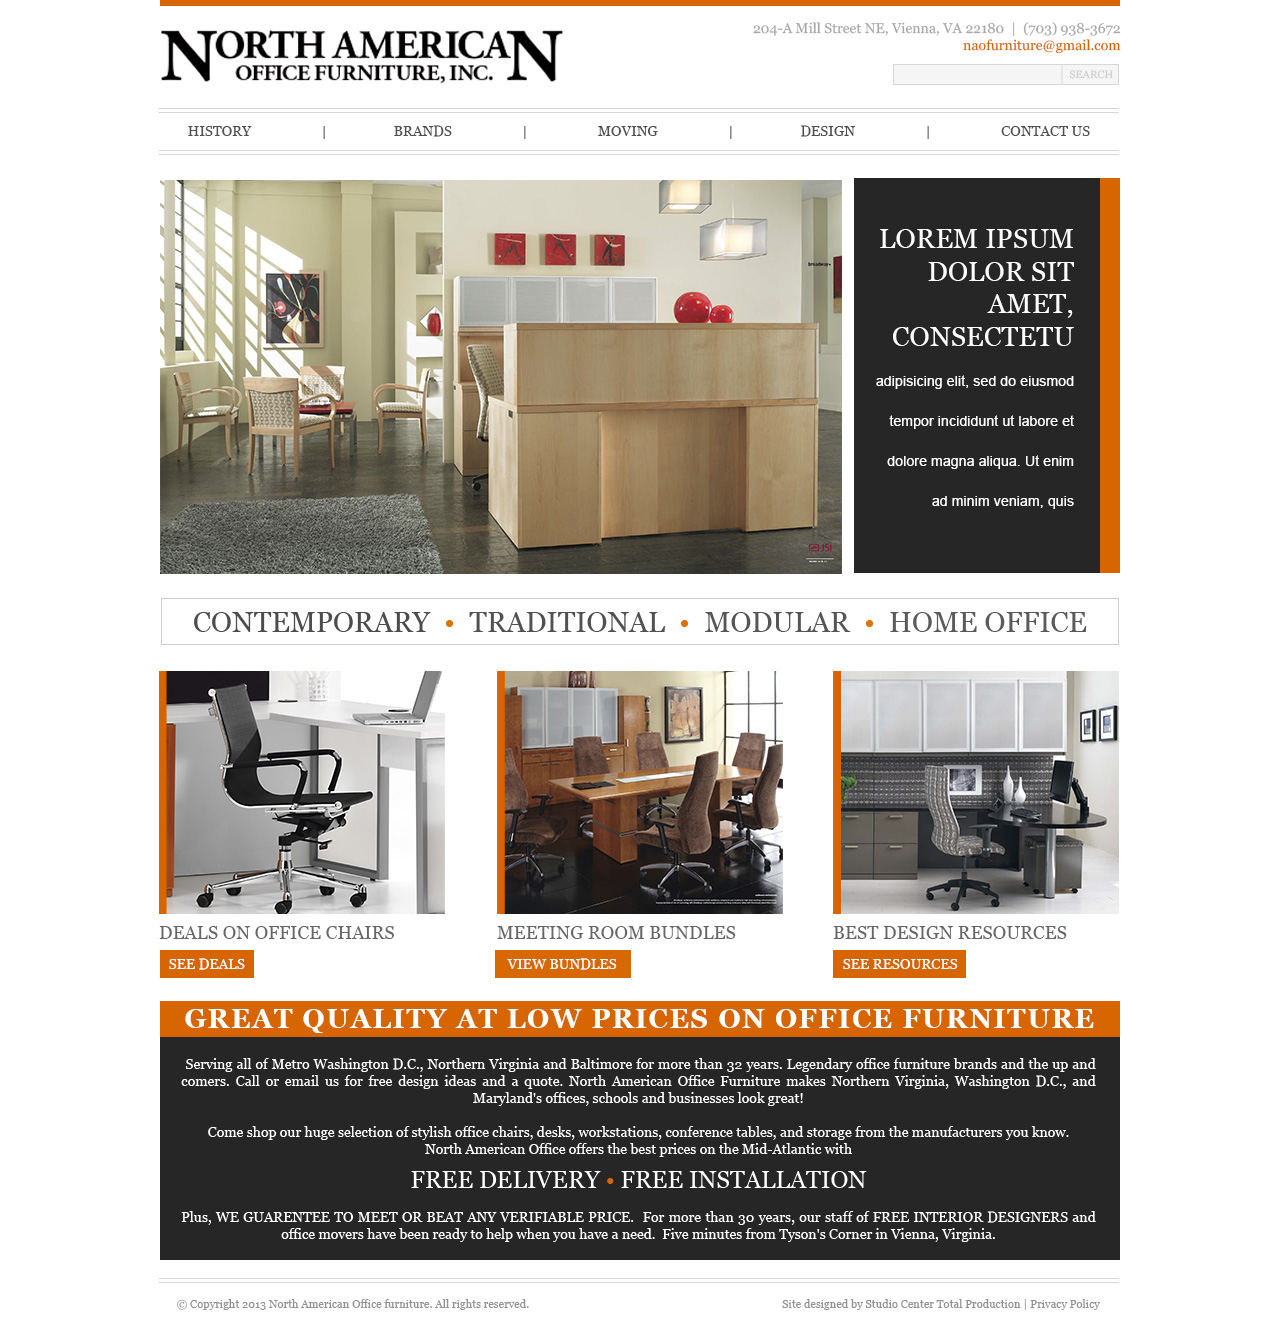 NORTH AMERICAN
OFFICE FURNITURE, INC.
204-A Mill Street NE, Vienna, VA 22180 | (703) 938-3672
naofurniture@gmail.com
SEARCH
HISTORY | BRANDS | MOVING | DESIGN | CONTACT US
LOREM IPSUM
DOLOR SIT
AMET,
CONSECTETU
adipisicing elit, sed do eiusmod
tempor incididunt ut labore et
dolore magna aliqua. Ut enim
ad minim veniam, quis
JSI
CONTEMPORARY • TRADITIONAL • MODULAR • HOME OFFICE
DEALS ON OFFICE CHAIRS
SEE DEALS
MEETING ROOM BUNDLES
VIEW BUNDLES
BEST DESIGN RESOURCES
SEE RESOURCES
GREAT QUALITY AT LOW PRICES ON OFFICE FURNITURE
Serving all of Metro Washington D.C., Northern Virginia and Baltimore for more than 32 years. Legendary office furniture brands and the up and
comers. Call or email us for free design ideas and a quote. North American Office Furniture makes Northern Virginia, Washington D.C., and
Maryland's offices, schools and businesses look great!
Come shop our huge selection of stylish office chairs, desks, workstations, conference tables, and storage from the manufacturers you know.
North American Office offers the best prices on the Mid-Atlantic with
FREE DELIVERY • FREE INSTALLATION
Plus, WE GUARENTEE TO MEET OR BEAT ANY VERIFIABLE PRICE. For more than 30 years, our staff of FREE INTERIOR DESIGNERS and
office movers have been ready to help when you have a need. Five minutes from Tyson's Corner in Vienna, Virginia.
© Copyright 2013 North American Office furniture. All rights reserved.
Site designed by Studio Center Total Production | Privacy Policy